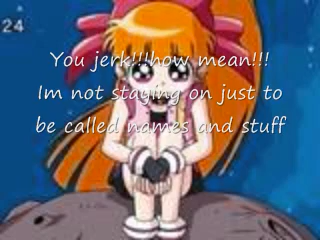 24
You jerk!!!how mean!!!
Im not staying on just to
be called names and stuff